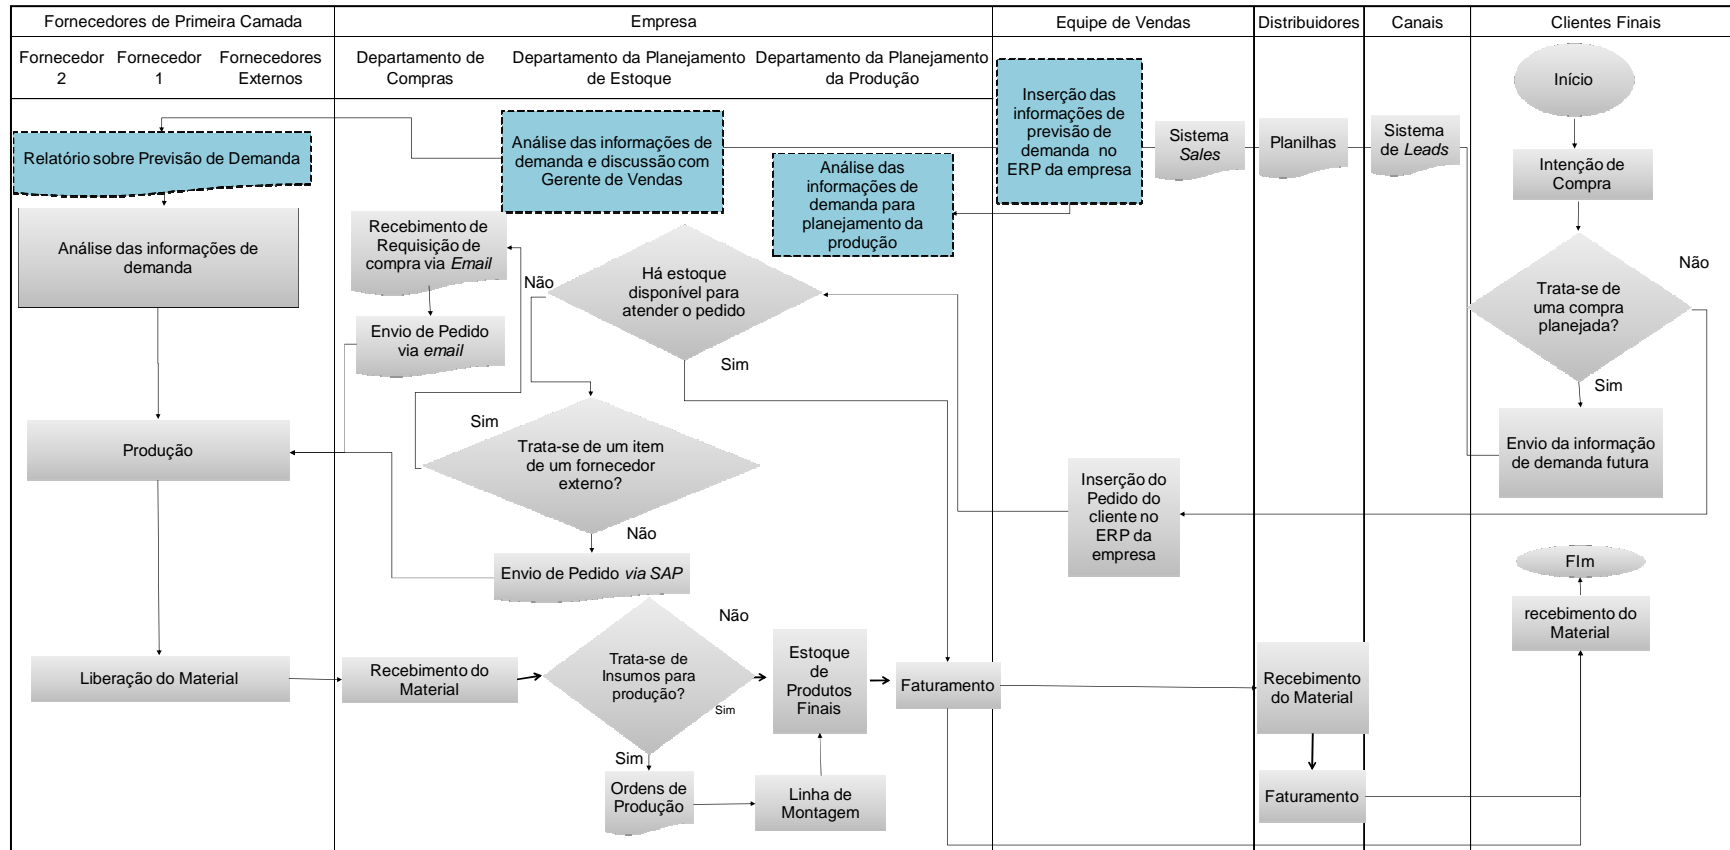 Fornecedores de Primeira Camada
Empresa
Equipe de Vendas
Distribuidores
Canais
Clientes Finais
Fornecedor
2
Fornecedor
1
Fornecedores
Externos
Departamento de
Compras
Departamento da Planejamento
de Estoque
Departamento da Planejamento
da Produção
Relatório sobre Previsão de Demanda
Análise das informações de
demanda e discussão com
Gerente de Vendas
Análise das
informações de
demanda para
planejamento da
produção
Inserção das
informações de
previsão de
demanda no
ERP da empresa
Sistema
Sales
Planilhas
Sistema
de Leads
Início
Intenção de
Compra
Análise das informações de
demanda
Recebimento de
Requisição de
compra via Email
Não
Há estoque
disponível para
atender o pedido
Sim
Não
Trata-se de
uma compra
planejada?
Sim
Envio de Pedido
via email
Sim
Trata-se de um item
de um fornecedor
externo?
Não
Produção
Envio da informação
de demanda futura
Inserção do
Pedido do
cliente no
ERP da
empresa
Envio de Pedido via SAP
FIm
Não
recebimento do
Material
Liberação do Material
Recebimento do
Material
Trata-se de
Insumos para
produção?
Sim
Sim
Estoque
de
Produtos
Finais
Faturamento
Recebimento
do Material
Ordens de
Produção
Linha de
Montagem
Faturamento